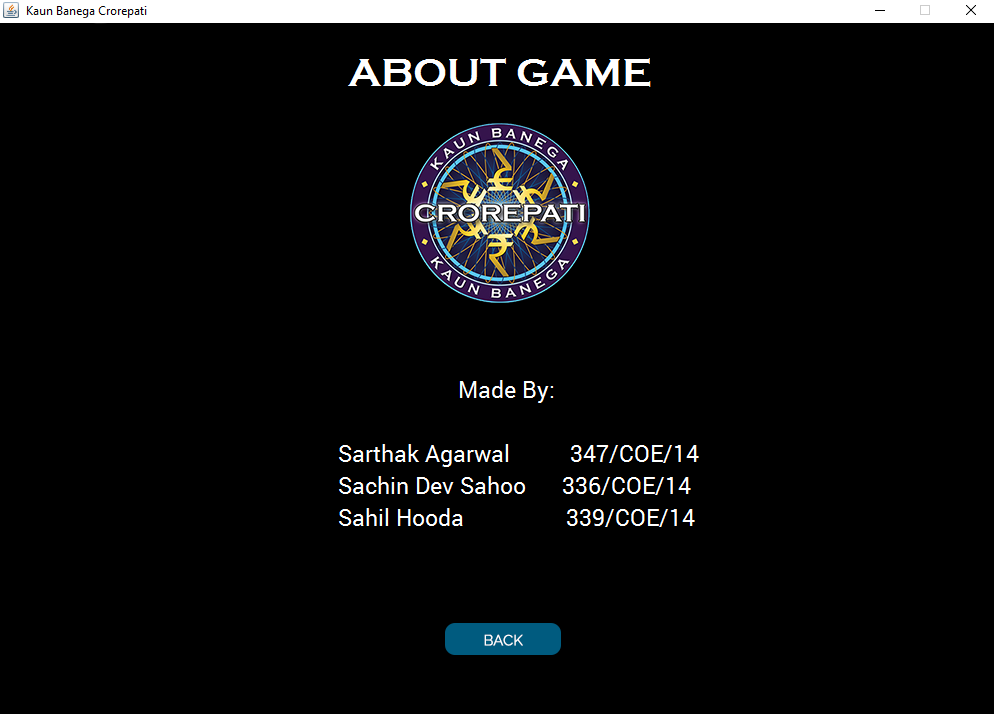 Kaun Banega Crorepati
ABOUT GAME
KAUN BANEGA
CROREPATI
KAUN BANEGA
Made By:
Sarthak Agarwal 347/COE/14
Sachin Dev Sahoo 336/COE/14
Sahil Hooda 339/COE/14
BACK